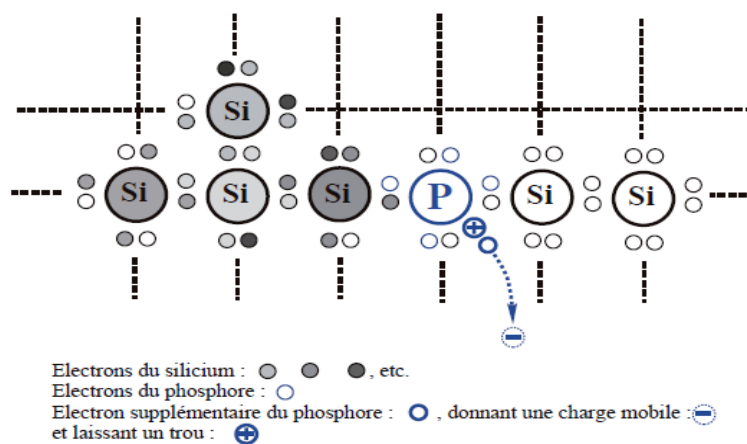 Si
Si Si Si P Si Si
Electrons du silicium : , etc.
Electrons du phosphore :
Electron supplémentaire du phosphore : , donnant une charge mobile :
et laissant un trou :